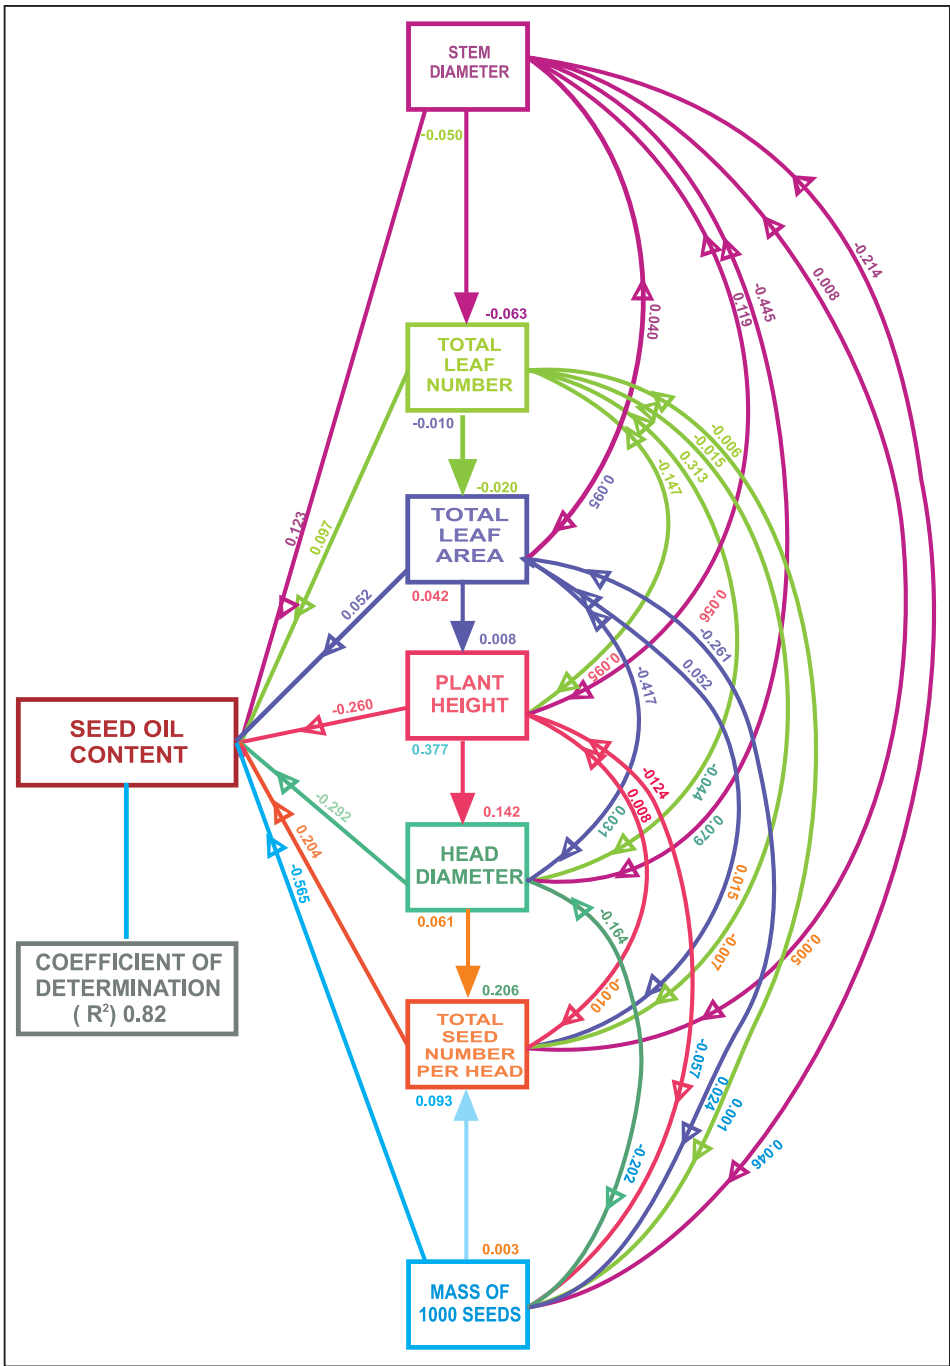 STEM
DIAMETER
-0.050
-0.214
0.008
-0.445
0.119
0.040
-0.063
TOTAL
LEAF
NUMBER
-0.010
-0.006
-0.015
0.313
-0.147
-0.020
0.095
TOTAL
LEAF
AREA
0.123
0.097
0.052
0.042
0.008
0.056
-0.261
0.052
0.095
-0.417
PLANT
HEIGHT
-0.260
0.377
SEED OIL
CONTENT
-0124
0.008
-0.044
0.079
0.031
0.142
-0.292
0.204
-0.565
HEAD
DIAMETER
0.061
0.015
-0.164
-0.007
0.005
-0.010
0.206
COEFFICIENT OF
DETERMINATION
( R²) 0.82
TOTAL
SEED
NUMBER
PER HEAD
0.093
-0.057
0.024
0.001
0.046
-0.202
0.003
MASS OF
1000 SEEDS